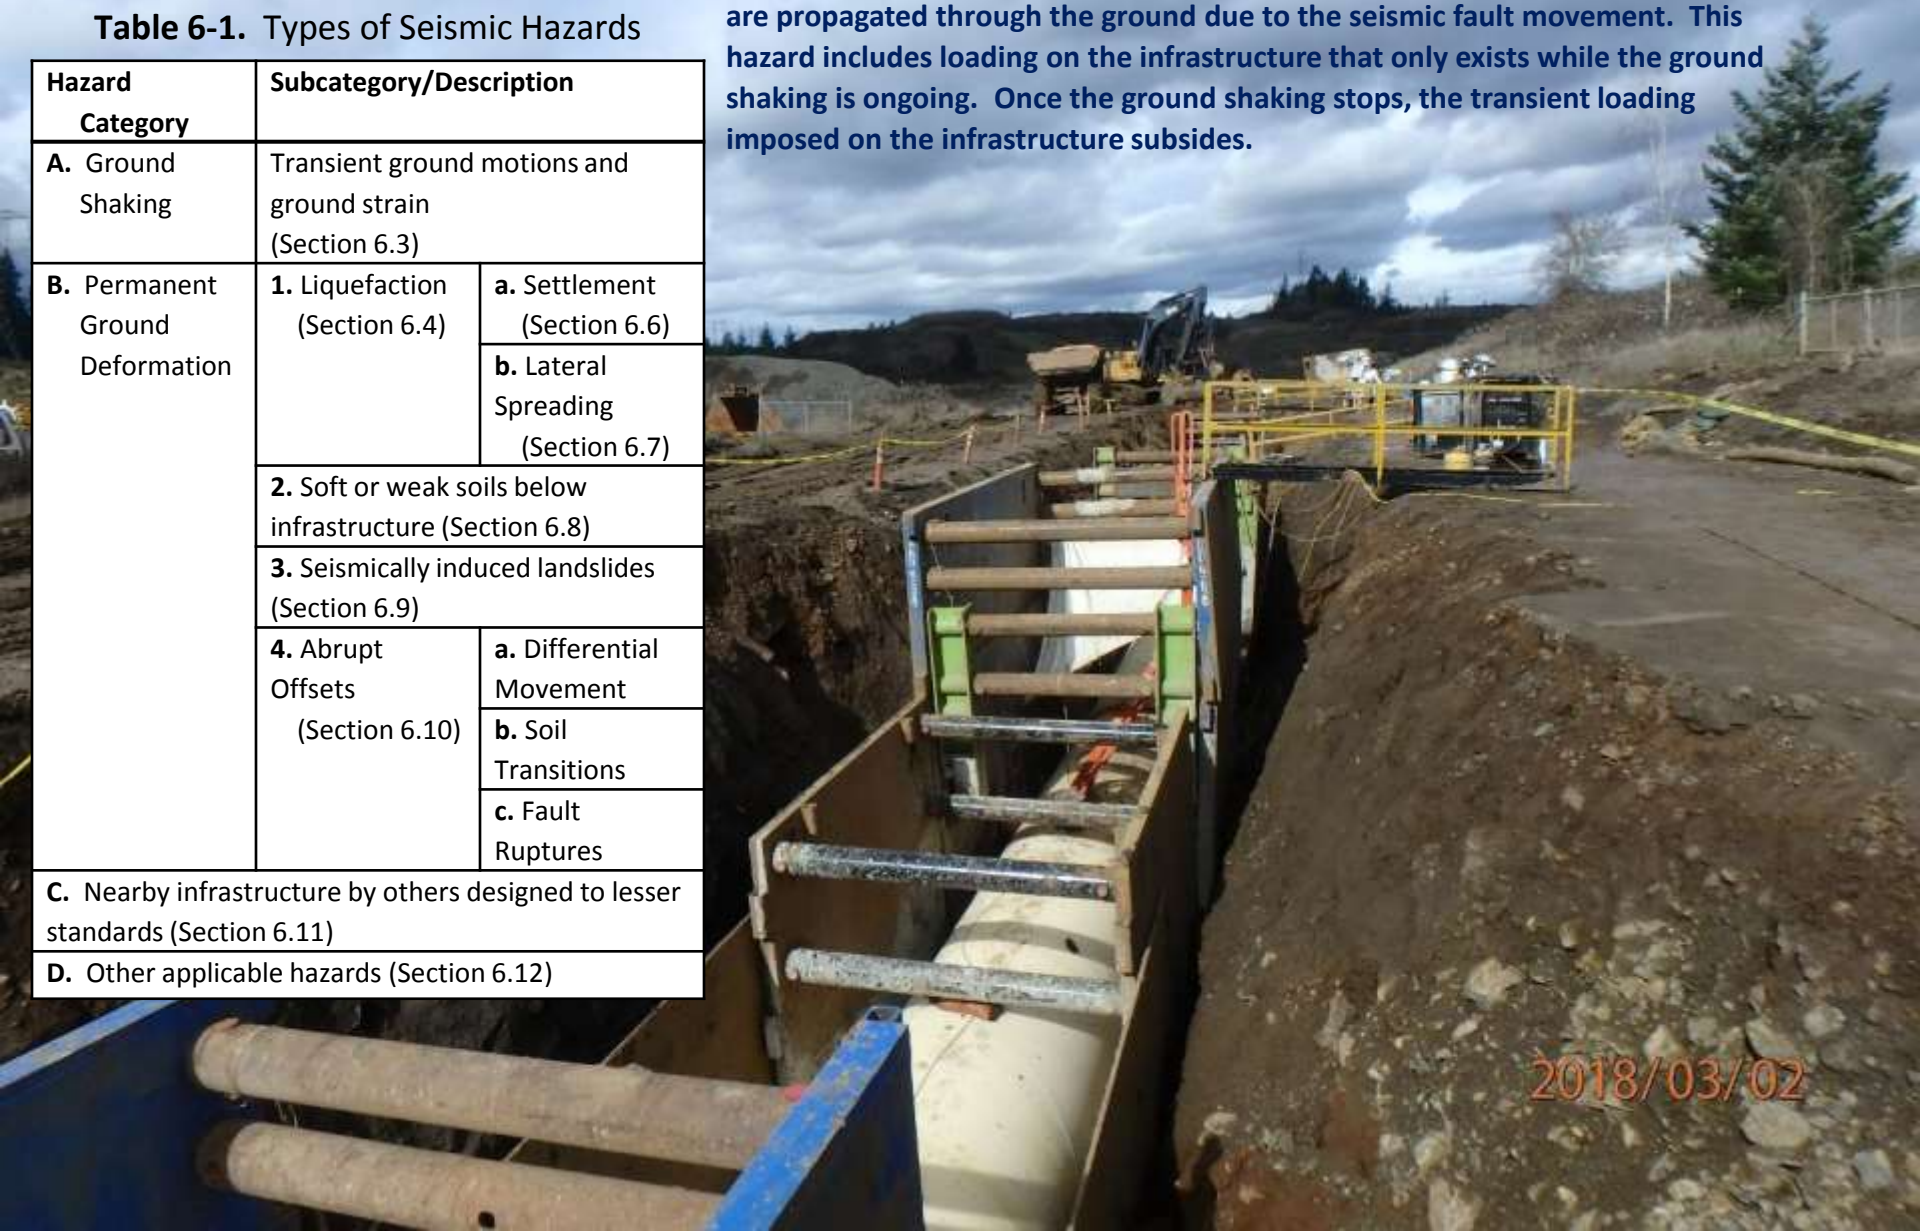 Table 6-1. Types of Seismic Hazards
Hazard
Category
Subcategory/Description
A. Ground
Shaking
Transient ground motions and
ground strain
(Section 6.3)
B. Permanent
Ground
Deformation
1. Liquefaction
(Section 6.4)
a. Settlement
(Section 6.6)
b. Lateral
Spreading
(Section 6.7)
2. Soft or weak soils below
infrastructure (Section 6.8)
3. Seismically induced landslides
(Section 6.9)
4. Abrupt
Offsets
(Section 6.10)
a. Differential
Movement
b. Soil
Transitions
c. Fault
Ruptures
C. Nearby infrastructure by others designed to lesser
standards (Section 6.11)
D. Other applicable hazards (Section 6.12)
are propagated through the ground due to the seismic fault movement. This
hazard includes loading on the infrastructure that only exists while the ground
shaking is ongoing. Once the ground shaking stops, the transient loading
imposed on the infrastructure subsides.
2018/03/02